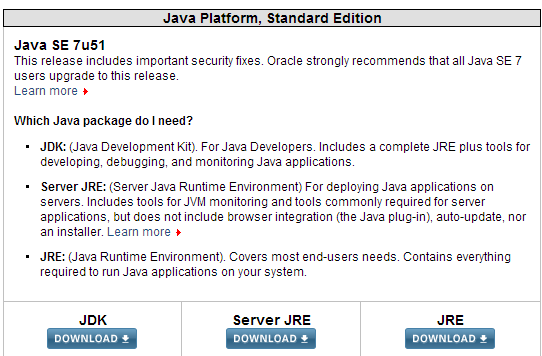 Java Platform, Standard Edition
Java SE 7u51
This release includes important security fixes. Oracle strongly recommends that all Java SE 7
users upgrade to this release.
Learn more
Which Java package do I need?
JDK: (Java Development Kit). For Java Developers. Includes a complete JRE plus tools for
developing, debugging, and monitoring Java applications.
Server JRE: (Server Java Runtime Environment) For deploying Java applications on
servers. Includes tools for JVM monitoring and tools commonly required for server
applications, but does not include browser integration (the Java plug-in), auto-update, nor
an installer. Learn more
JRE: (Java Runtime Environment). Covers most end-users needs. Contains everything
required to run Java applications on your system.
JDK Server JRE JRE
DOWNLOAD DOWNLOAD DOWNLOAD